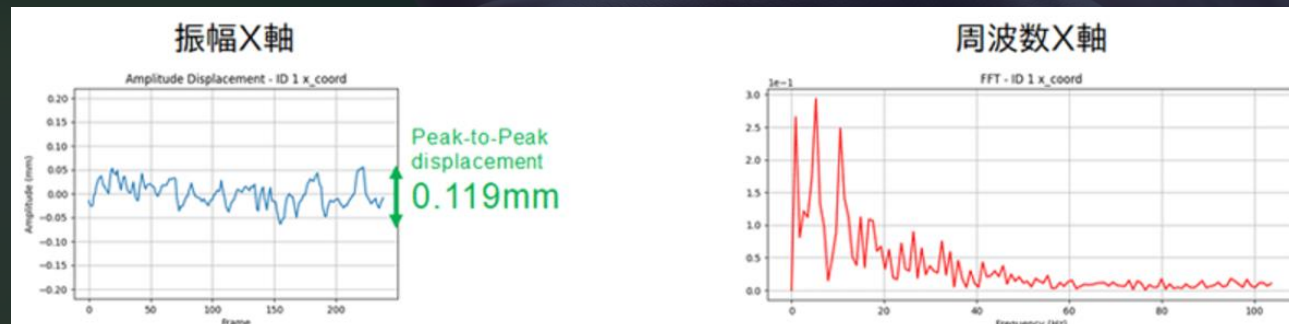 振幅X軸
周波数X軸
Amplitude Displacement - ID 1 x_coord
0.20
0.15
0.10
0.05
0.00
−0.05
−0.10
−0.15
−0.20
Amplitude (mm)
0
50
100
150
200
Frame
Peak-to-Peak
displacement
0.119mm
FFT - ID 1 x_coord
1e−1
3.0
2.5
2.0
1.5
1.0
0.5
0.0
0
20
40
60
80
100
Frequency (Hz)